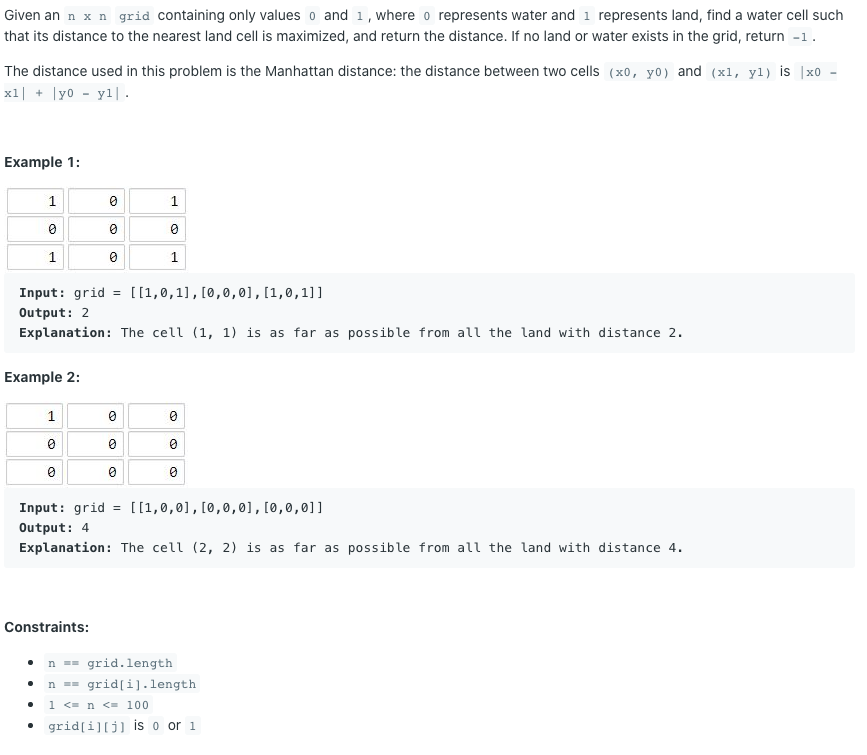 Given an n x n grid containing only values 0 and 1, where 0 represents water and 1 represents land, find a water cell such
that its distance to the nearest land cell is maximized, and return the distance. If no land or water exists in the grid, return -1.
The distance used in this problem is the Manhattan distance: the distance between two cells (x0, y0) and (x1, y1) is |x0 -
x1| + |y0 - y1|.
Example 1:
1 0 1
0 0 0
1 0 1
Input: grid = [[1,0,1],[0,0,0],[1,0,1]]
Output: 2
Explanation: The cell (1, 1) is as far as possible from all the land with distance 2.
Example 2:
1 0 0
0 0 0
0 0 0
Input: grid = [[1,0,0],[0,0,0],[0,0,0]]
Output: 4
Explanation: The cell (2, 2) is as far as possible from all the land with distance 4.
Constraints:
• n == grid.length
• n == grid[i].length
• 1 <= n <= 100
• grid[i][j] is 0 or 1